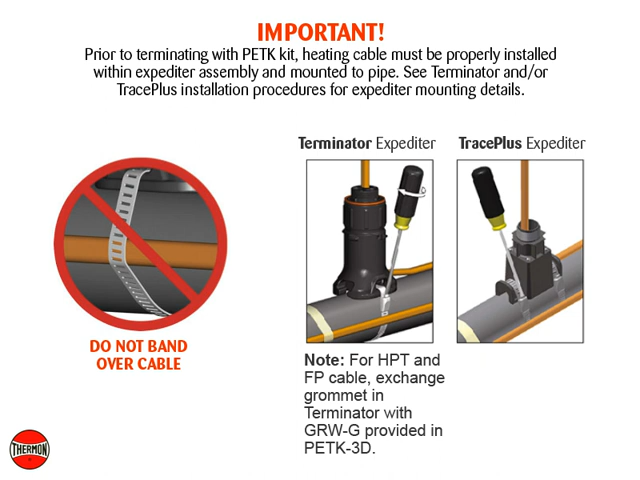 IMPORTANT!
Prior to terminating with PETK kit, heating cable must be properly installed
within expediter assembly and mounted to pipe. See Terminator and/or
TracePlus installation procedures for expediter mounting details.
Terminator Expediter
TracePlus Expediter
DO NOT BAND
OVER CABLE
Note: For HPT and
FP cable, exchange
grommet in
Terminator with
GRW-G provided in
PETK-3D.
THERMON